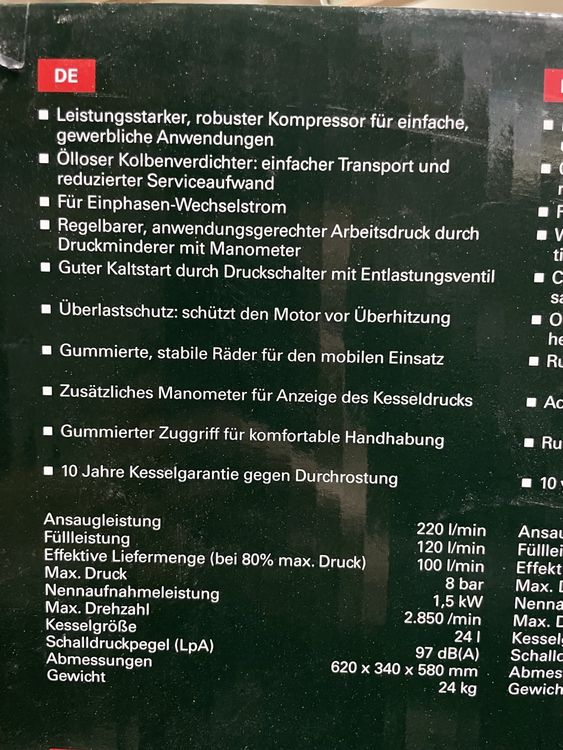 DE
■ Leistungsstarker, robuster Kompressor für einfache,
gewerbliche Anwendungen
■ Ölloser Kolbenverdichter: einfacher Transport und
reduzierter Serviceaufwand
■ Für Einphasen-Wechselstrom
■ Regelbarer, anwendungsgerechter Arbeitsdruck durch
Druckminderer mit Manometer
■ Guter Kaltstart durch Druckschalter mit Entlastungsventil
■ Überlastschutz: schützt den Motor vor Überhitzung
■ Gummierte, stabile Räder für den mobilen Einsatz
■ Zusätzliches Manometer für Anzeige des Kesseldrucks
■ Gummierter Zuggriff für komfortable Handhabung
■ 10 Jahre Kesselgarantie gegen Durchrostung
Ansaugleistung 220 l/min
Füllleistung 120 l/min
Effektive Liefermenge (bei 80% max. Druck) 100 l/min
Max. Druck 8 bar
Nennaufnahmeleistung 1,5 kW
Max. Drehzahl 2.850 /min
Kesselgröße 24 l
Schalldruckpegel (LpA) 97 dB(A)
Abmessungen 620 x 340 x 580 mm
Gewicht 24 kg
■ 10
Max. D